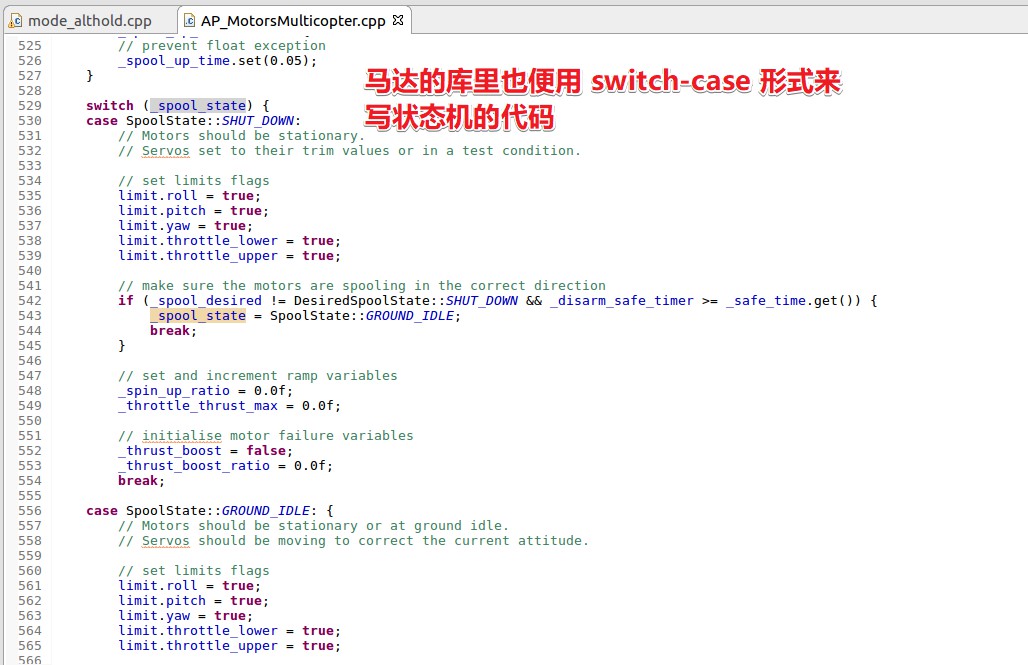 mode_althold.cpp AP_MotorsMulticopter.cpp
525 // prevent float exception
526 _spool_up_time.set(0.05);
527 }
528
529 switch (_spool_state) {
530 case SpoolState::SHUT_DOWN:
531 // Motors should be stationary.
532 // Servos set to their trim values or in a test condition.
533
534 // set limits flags
535 limit.roll = true;
536 limit.pitch = true;
537 limit.yaw = true;
538 limit.throttle_lower = true;
539 limit.throttle_upper = true;
540
541 // make sure the motors are spooling in the correct direction
542 if (_spool_desired != DesiredSpoolState::SHUT_DOWN && _disarm_safe_timer >= _safe_time.get()) {
543 _spool_state = SpoolState::GROUND_IDLE;
544 break;
545 }
546
547 // set and increment ramp variables
548 _spin_up_ratio = 0.0f;
549 _throttle_thrust_max = 0.0f;
550
551 // initialise motor failure variables
552 _thrust_boost = false;
553 _thrust_boost_ratio = 0.0f;
554 break;
555
556 case SpoolState::GROUND_IDLE: {
557 // Motors should be stationary or at ground idle.
558 // Servos should be moving to correct the current attitude.
559
560 // set limits flags
561 limit.roll = true;
562 limit.pitch = true;
563 limit.yaw = true;
564 limit.throttle_lower = true;
565 limit.throttle_upper = true;
566
马达的库里也便用 switch-case 形式来
写状态机的代码